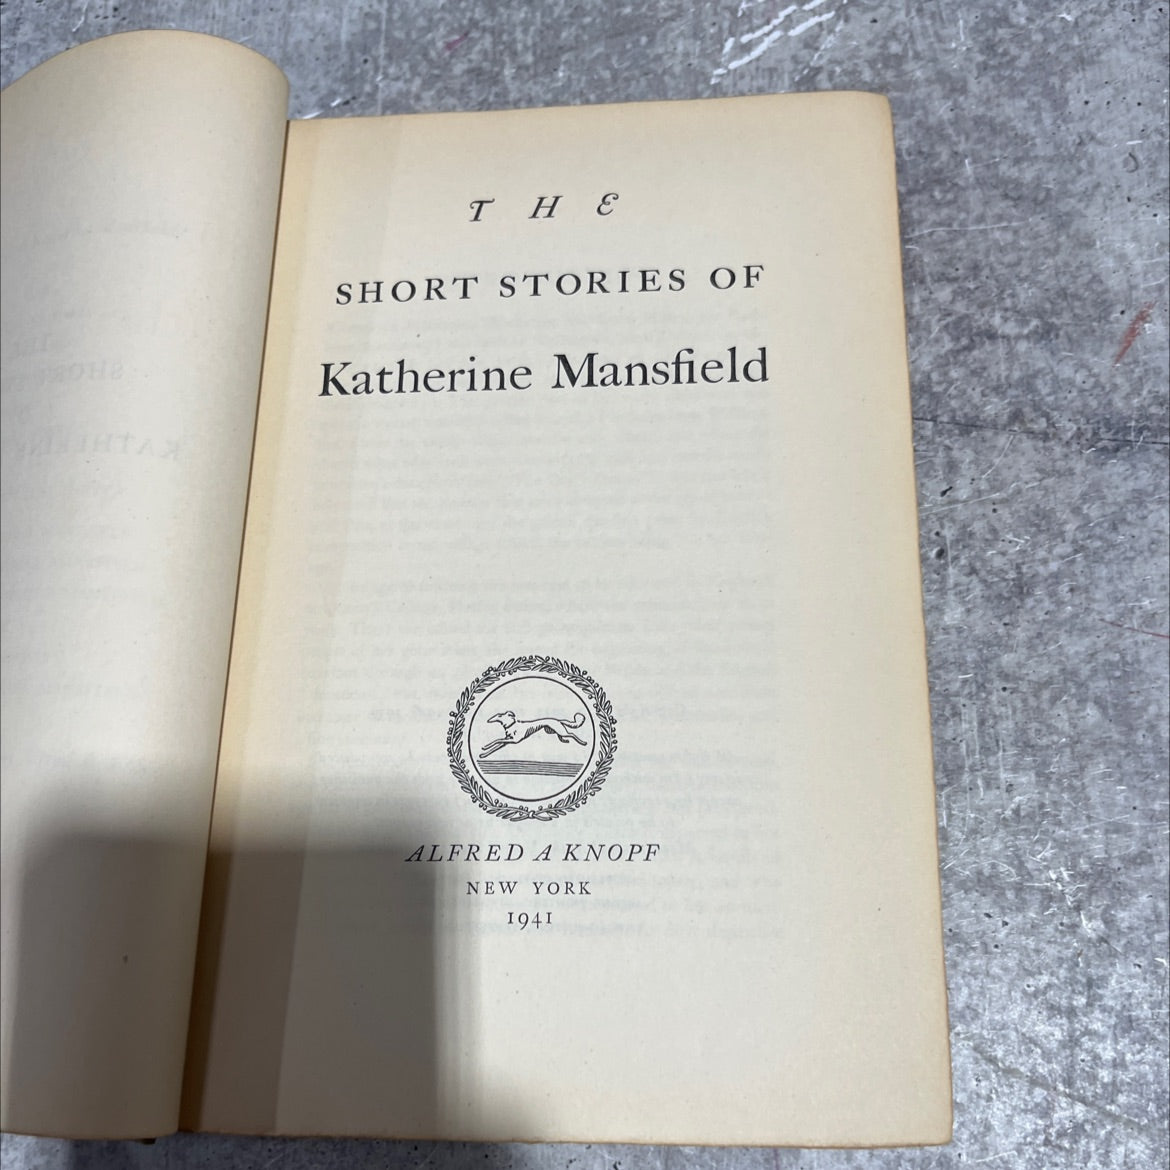 THE
SHORT STORIES OF
Katherine Mansfield
ALFRED A KNOPF
NEW YORK
1941